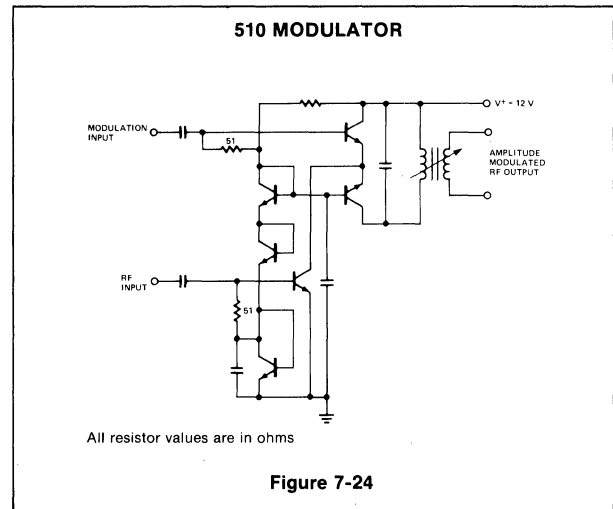 510 MODULATOR
V+ = 12 V
MODULATION
INPUT
51
AMPLITUDE
MODULATED
RF OUTPUT
RF
INPUT
51
All resistor values are in ohms
Figure 7-24